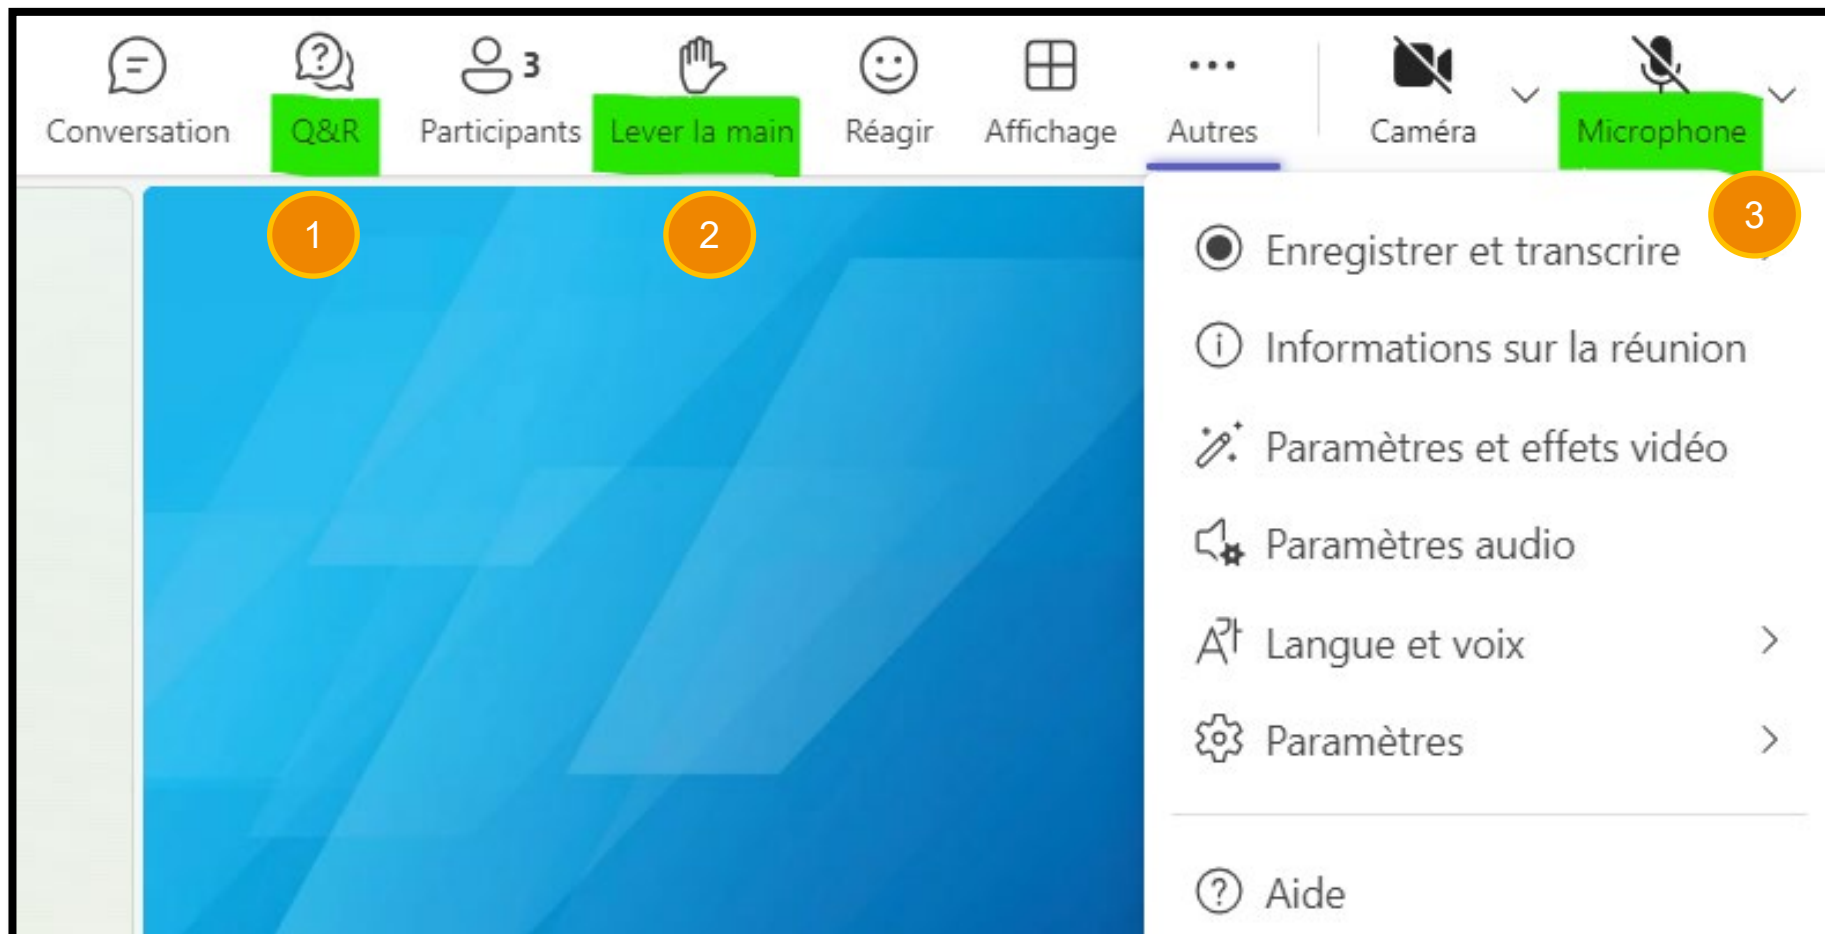 3
Conversation Q&R Participants Lever la main Réagir Affichage Autres Caméra Microphone
1 2 3
Enregistrer et transcrire
Informations sur la réunion
Paramètres et effets vidéo
Paramètres audio
Langue et voix
Paramètres
Aide